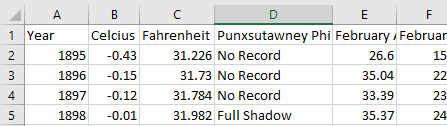 A B C D E F
1 Year Celcius Fahrenheit Punxsutawney Phi February A Februar
2 1895 -0.43 31.226 No Record 26.6 15
3 1896 -0.15 31.73 No Record 35.04 22
4 1897 -0.12 31.784 No Record 33.39 23
5 1898 -0.01 31.982 Full Shadow 35.37 24